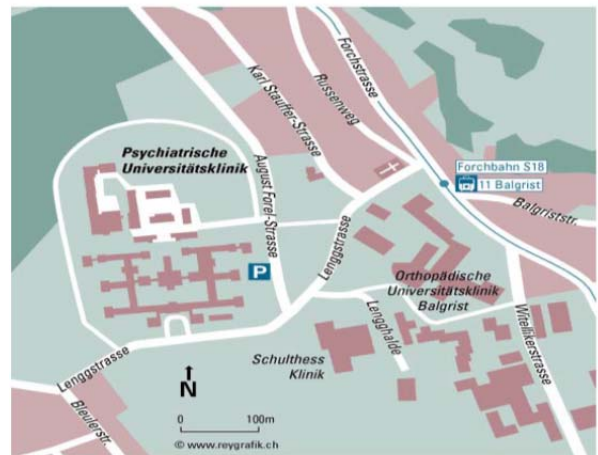 Forchstrasse
Karl Stauffer-Strasse
Russenweg
Psychiatrische
Universitätsklinik
August Forel-Strasse
Forchbahn S18
11 Balgrist
Balgriststr.
Lenggstrasse
P
Orthopädische
Universitätsklinik
Balgrist
Lengghalde
Witellikerstrasse
Schulthess
Klinik
Lenggstrasse
Bleulerstr.
N
0 100m
© www.reygrafik.ch